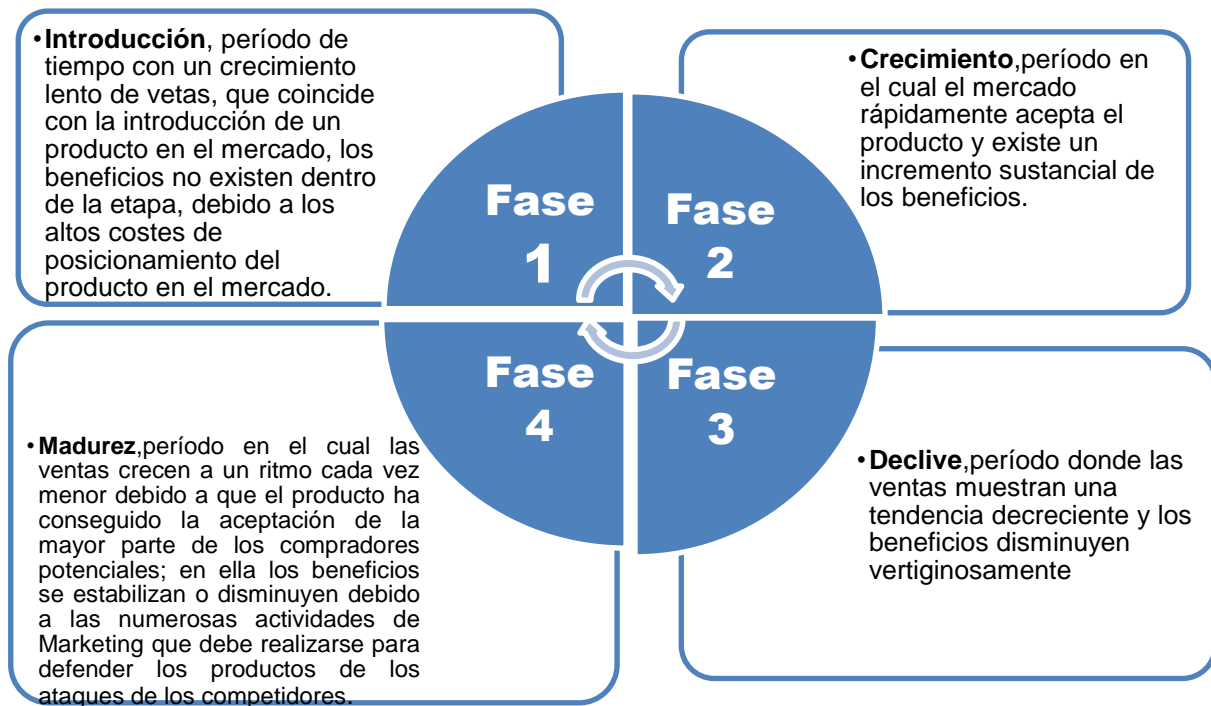 •Introducción, período de
tiempo con un crecimiento
lento de vetas, que coincide
con la introducción de un
producto en el mercado, los
beneficios no existen dentro
de la etapa, debido a los
altos costes de
posicionamiento del
producto en el mercado.
Fase
1
Fase
2
•Crecimiento,período en
el cual el mercado
rápidamente acepta el
producto y existe un
incremento sustancial de
los beneficios.
•Madurez,período en el cual las
ventas crecen a un ritmo cada vez
menor debido a que el producto ha
conseguido la aceptación de la
mayor parte de los compradores
potenciales; en ella los beneficios
se estabilizan o disminuyen debido
a las numerosas actividades de
Marketing que debe realizarse para
defender los productos de los
ataques de los competidores.
Fase
4
Fase
3
•Declive,período donde las
ventas muestran una
tendencia decreciente y los
beneficios disminuyen
vertiginosamente